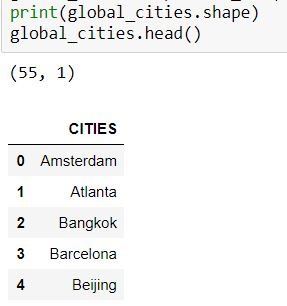 print(global_cities.shape)
global_cities.head()
(55, 1)
CITIES
0 Amsterdam
1 Atlanta
2 Bangkok
3 Barcelona
4 Beijing